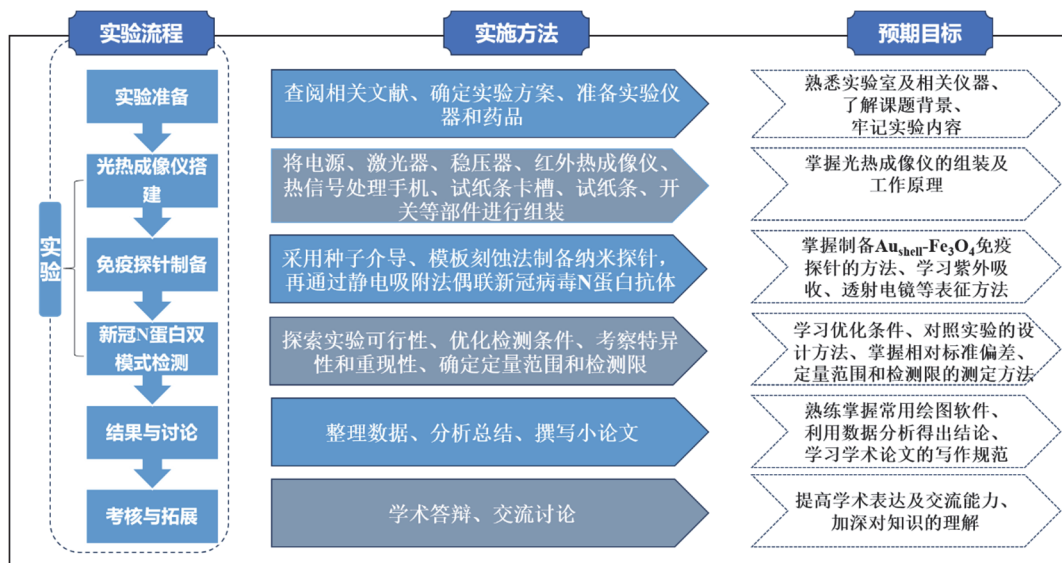 实验流程
实施方法
预期目标
实验准备
查阅相关文献、确定实验方案、准备实验仪
器和药品
熟悉实验室及相关仪器、
了解课题背景、
牢记实验内容
实验
光热成像仪搭
建
将电源、激光器、稳压器、红外热成像仪、
热信号处理手机、试纸条卡槽、试纸条、开
关等部件进行组装
掌握光热成像仪的组装及
工作原理
免疫探针制备
采用种子介导、模板刻蚀法制备纳米探针，
再通过静电吸附法偶联新冠病毒N蛋白抗体
掌握制备Au_shell-Fe₃O₄免疫
探针的方法、学习紫外吸
收、透射电镜等表征方法
新冠N蛋白双
模式检测
探索实验可行性、优化检测条件、考察特异
性和重现性、确定定量范围和检测限
学习优化条件、对照实验的设
计方法、掌握相对标准偏差、
定量范围和检测限的测定方法
结果与讨论
整理数据、分析总结、撰写小论文
熟练掌握常用绘图软件、
利用数据分析得出结论、
学习学术论文的写作规范
考核与拓展
学术答辩、交流讨论
提高学术表达及交流能力、
加深对知识的理解